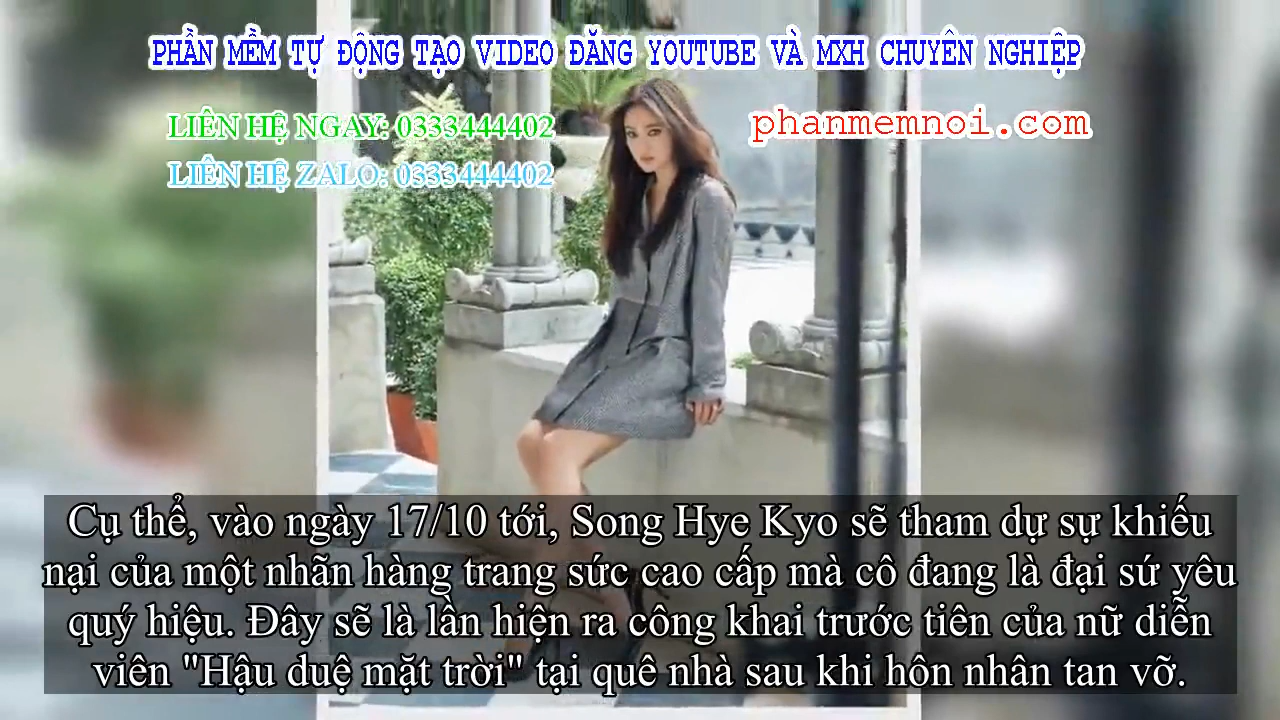 PHẦN MỀM TỰ ĐỘNG TẠO VIDEO ĐĂNG YOUTUBE VÀ MXH CHUYÊN NGHIỆP
LIÊN HỆ NGAY: 0333444402
phanmemnoi.com
LIÊN HỆ ZALO: 0333444402
Cụ thể, vào ngày 17/10 tới, Song Hye Kyo sẽ tham dự sự khiếu
nại của một nhãn hàng trang sức cao cấp mà cô đang là đại sứ yêu
quý hiệu. Đây sẽ là lần hiện ra công khai trước tiên của nữ diễn
viên "Hậu duệ mặt trời" tại quê nhà sau khi hôn nhân tan vỡ.